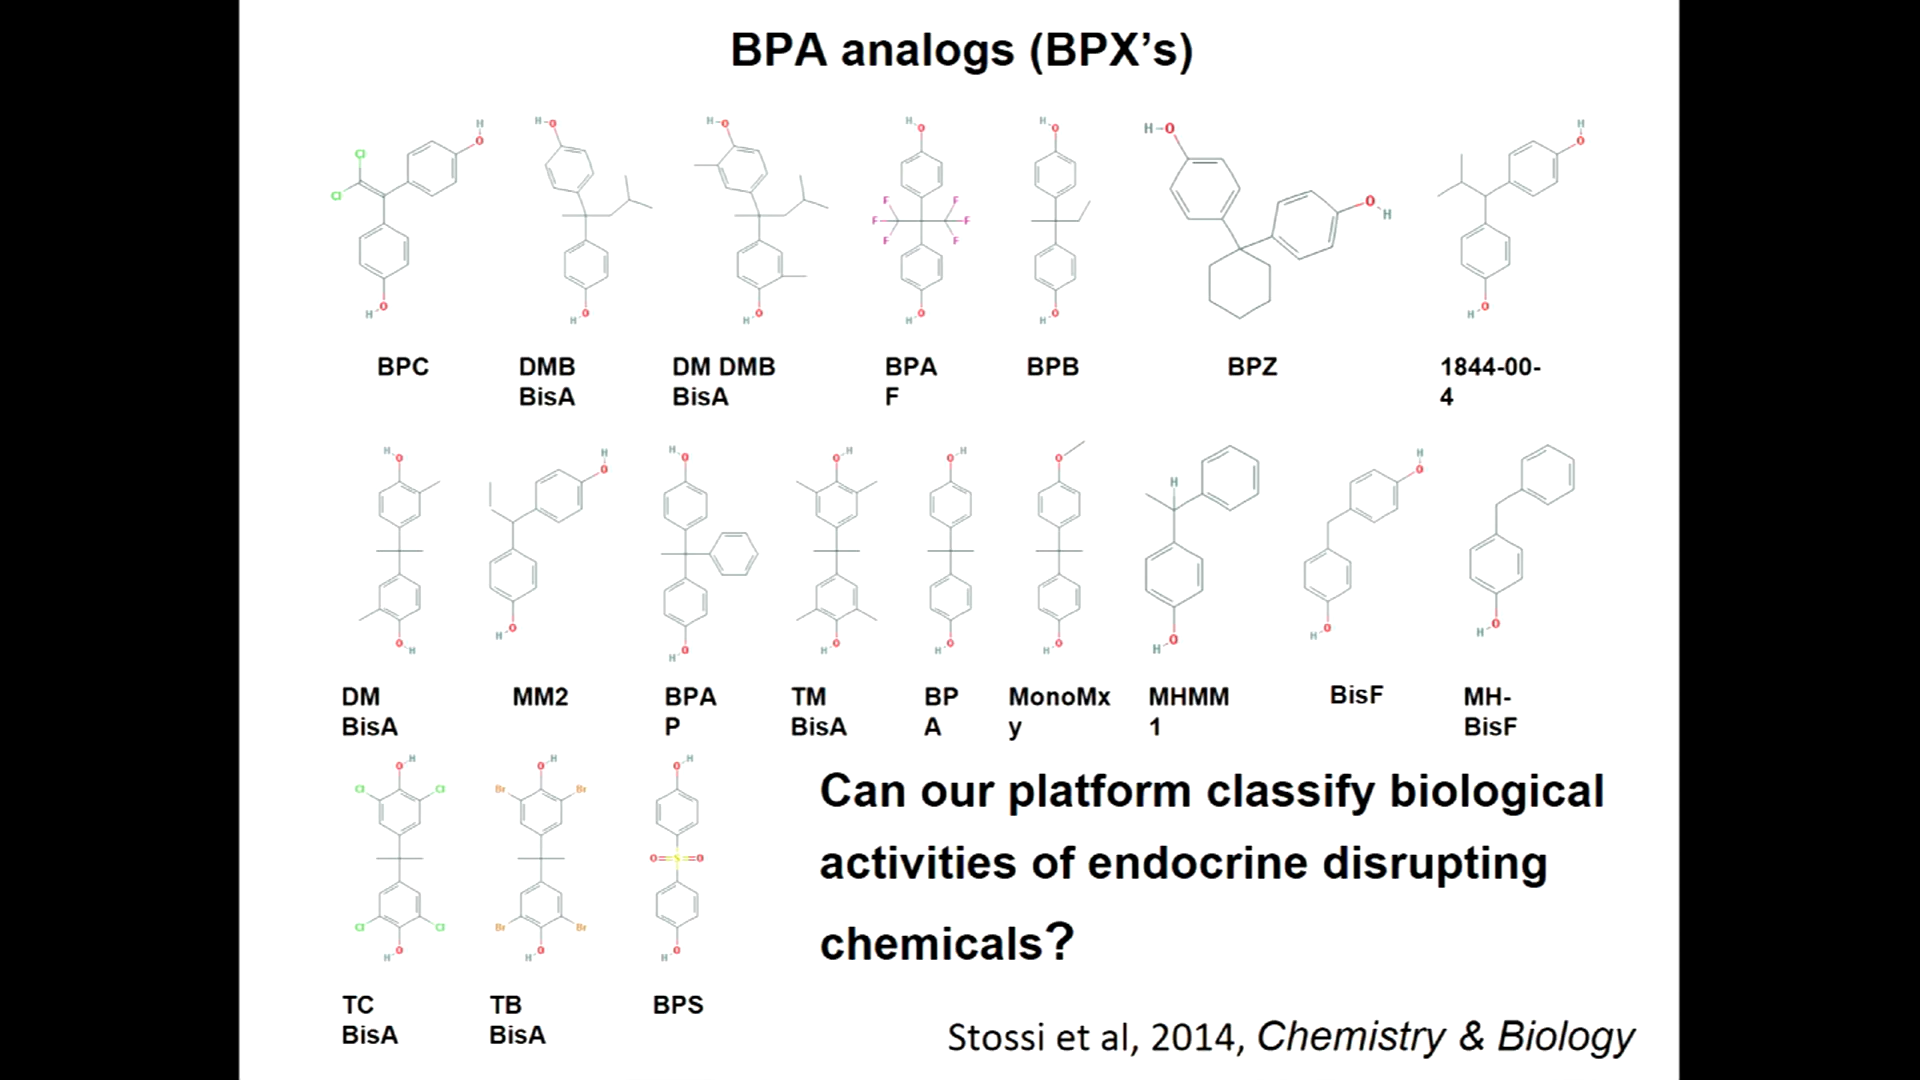 BPA analogs (BPX's)
BPC
DMB
BisA
DM DMB
BisA
BPA
F
BPB
BPZ
1844-00-
4
DM
BisA
MM2
BPA
P
TM
BisA
BP
A
MonoMx
y
MHMM
1
BisF
MH-
BisF
TC
BisA
TB
BisA
BPS
Can our platform classify biological
activities of endocrine disrupting
chemicals?
Stossi et al, 2014, Chemistry & Biology